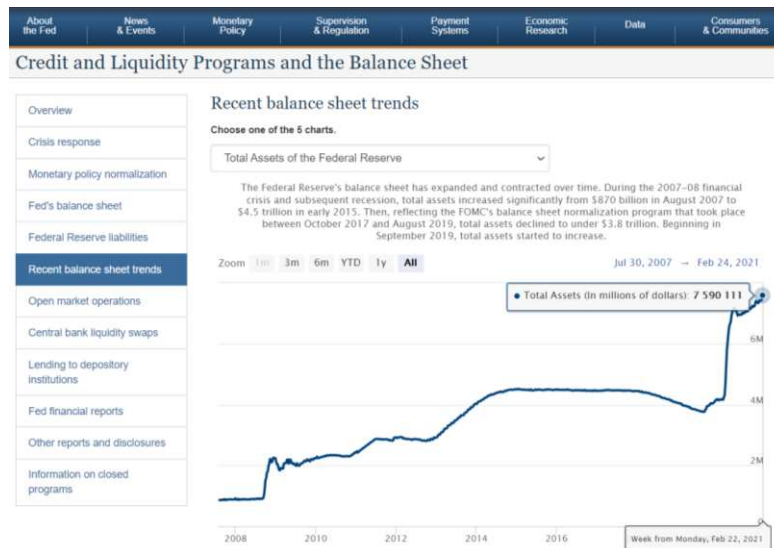 About
the Fed
News
& Events
Monetary
Policy
Supervision
& Regulation
Payment
Systems
Economic
Research
Data
Consumers
& Communities
Credit and Liquidity Programs and the Balance Sheet
Overview
Crisis response
Monetary policy normalization
Fed's balance sheet
Federal Reserve liabilities
Recent balance sheet trends
Open market operations
Central bank liquidity swaps
Lending to depository
institutions
Fed financial reports
Other reports and disclosures
Information on closed
programs
Recent balance sheet trends
Choose one of the 5 charts.
Total Assets of the Federal Reserve
The Federal Reserve's balance sheet has expanded and contracted over time. During the 2007–08 financial
crisis and subsequent recession, total assets increased significantly from $870 billion in August 2007 to
$4.5 trillion in early 2015. Then, reflecting the FOMC's balance sheet normalization program that took place
between October 2017 and August 2019, total assets declined to under $3.8 trillion. Beginning in
September 2019, total assets started to increase.
Zoom 1m 3m 6m YTD 1y All Jul 30, 2007 → Feb 24, 2021
• Total Assets (In millions of dollars): 7 590 111
6M
4M
2M
0
2008 2010 2012 2014 2016
Week from Monday, Feb 22, 2021